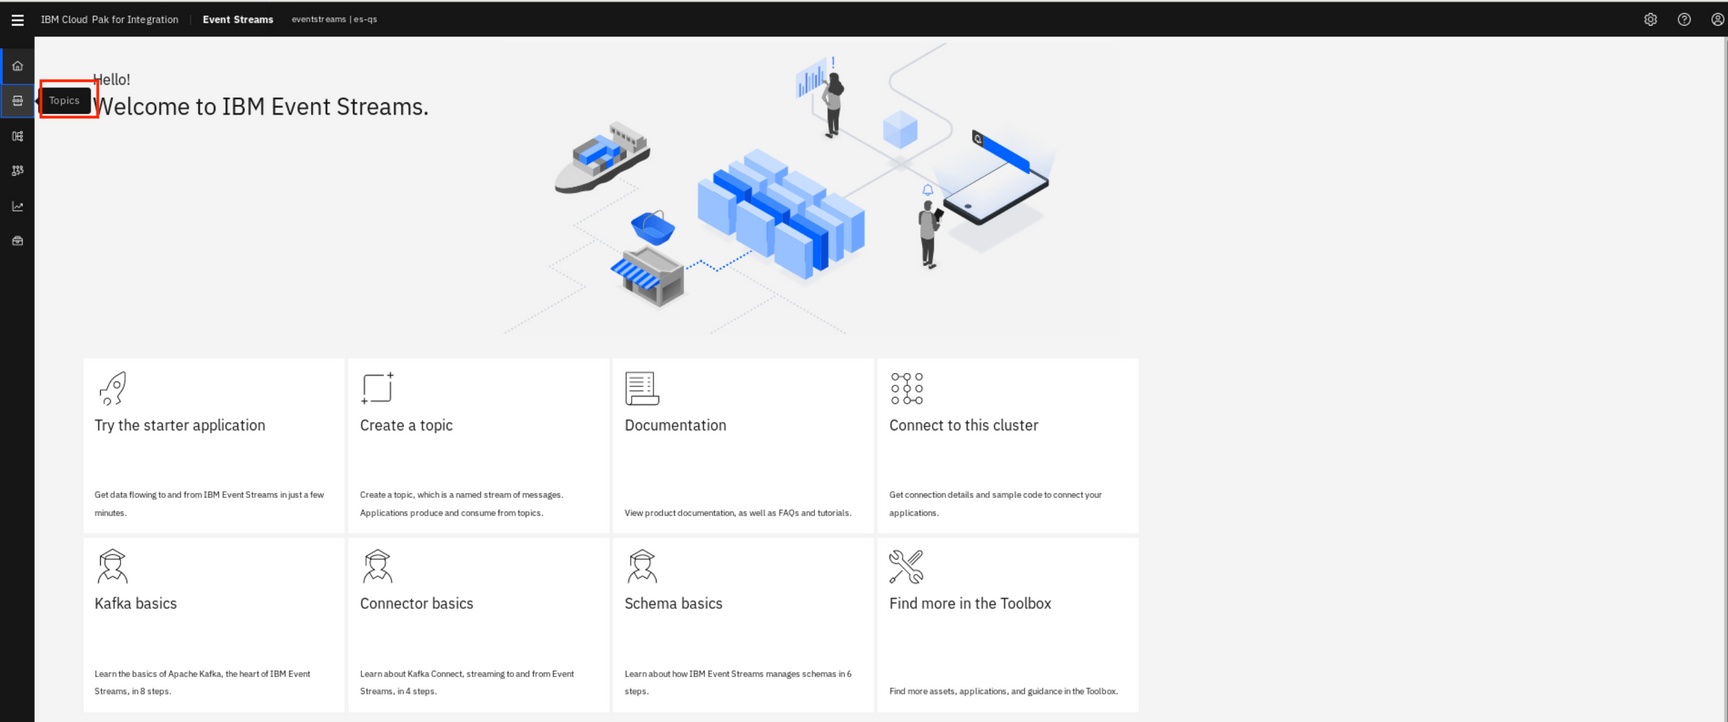 IBM Cloud Pak for Integration Event Streams eventstreams | es-qs
Hello!
Topics
Welcome to IBM Event Streams.
Try the starter application
Get data flowing to and from IBM Event Streams in just a few
minutes.
Create a topic
Create a topic, which is a named stream of messages.
Applications produce and consume from topics.
Documentation
View product documentation, as well as FAQs and tutorials.
Connect to this cluster
Get connection details and sample code to connect your
applications.
Kafka basics
Learn the basics of Apache Kafka, the heart of IBM Event
Streams, in 8 steps.
Connector basics
Learn about Kafka Connect, streaming to and from Event
Streams, in 4 steps.
Schema basics
Learn about how IBM Event Streams manages schemas in 6
steps.
Find more in the Toolbox
Find more assets, applications, and guidance in the Toolbox.